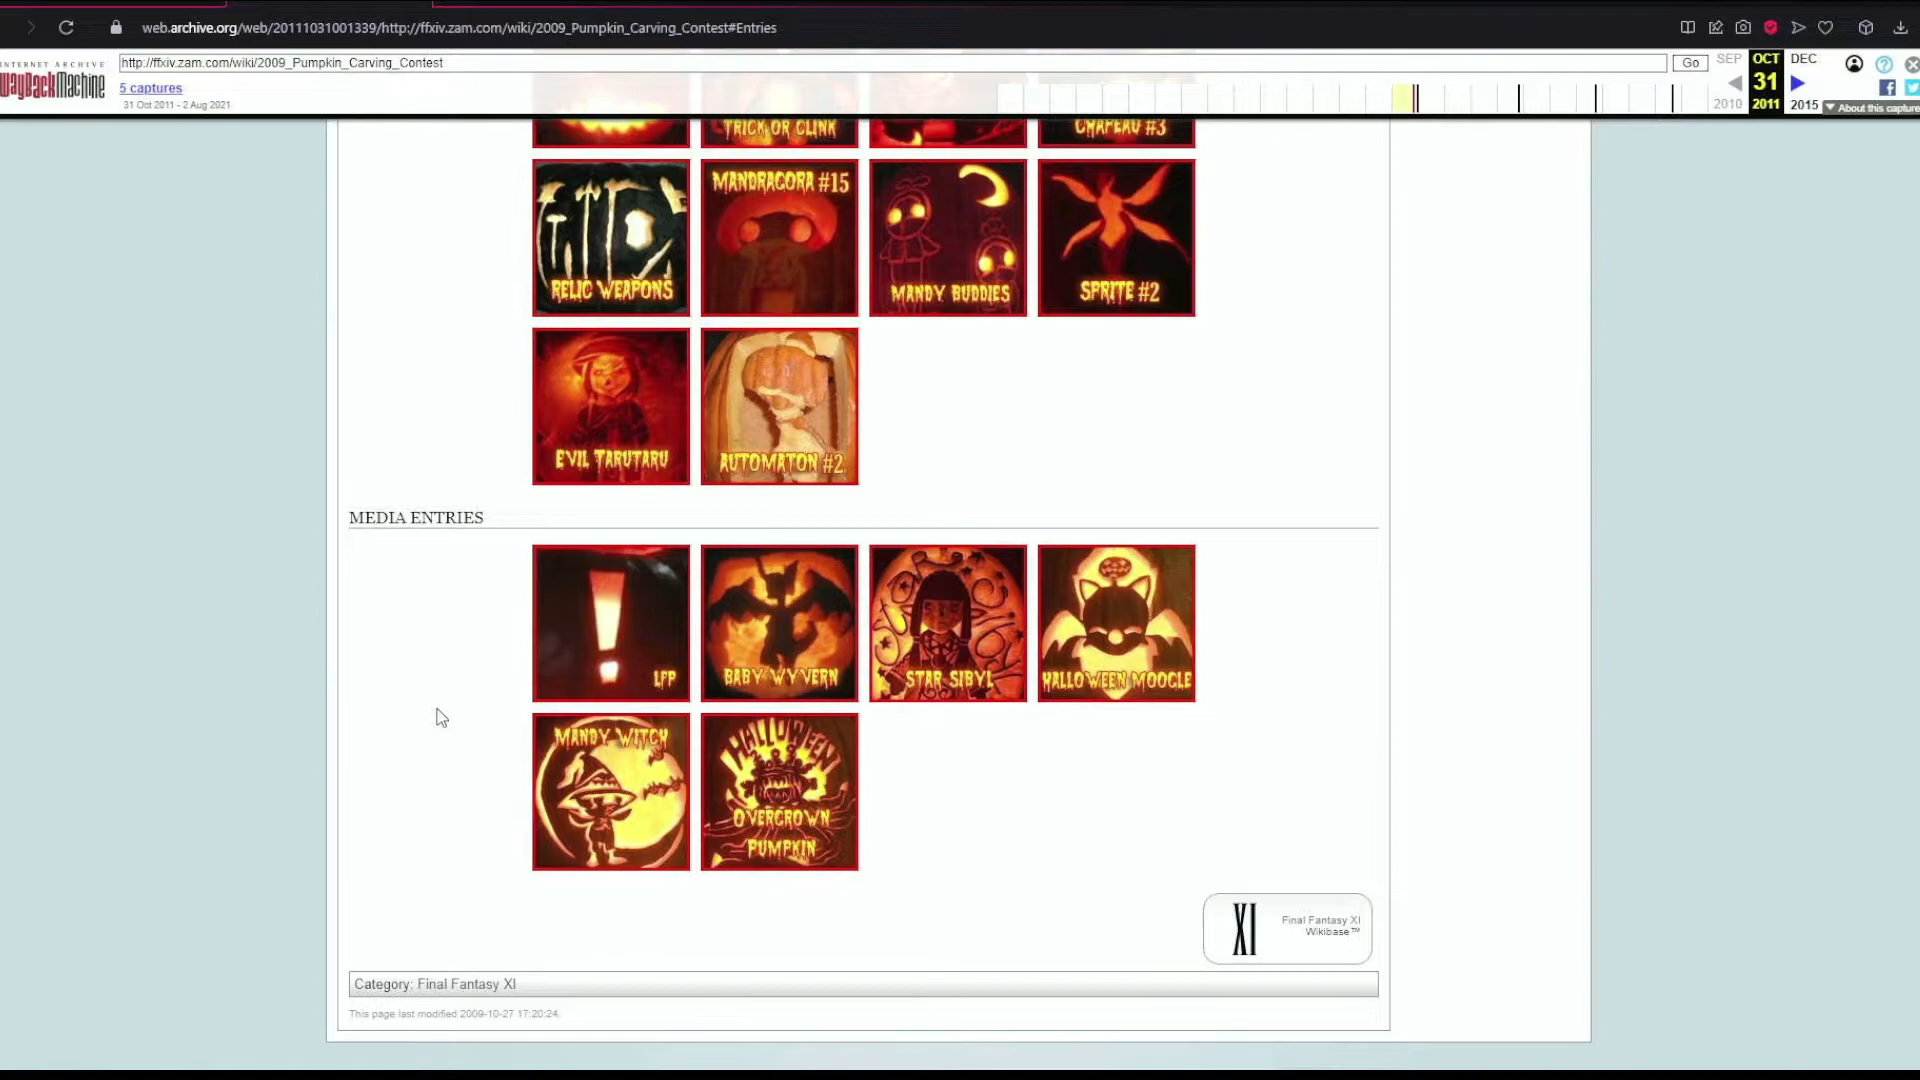 web.archive.org/web/20111031001339/http://ffxiv.zam.com/wiki/2009_Pumpkin_Carving_Contest#Entries
INTERNET ARCHIVE
WayBackMachine
http://ffxiv.zam.com/wiki/2009_Pumpkin_Carving_Contest
Go
SEP
OCT
DEC
5 captures
31
31 Oct 2011 - 2 Aug 2021
2010
2011
2015
About this capture
TRICK OR CLINK
CHAPEAU #3
RELIC WEAPONS
MANDRAGORA #15
MANDY BUDDIES
SPRITE #2
EVIL TARUTARU
AUTOMATON #2
MEDIA ENTRIES
LFP
BABY WYVERN
STAR SIBYL
HALLOWEEN MOOGLE
MANDY WITCH
HALLOWEEN
2009
OVERGROWN
PUMPKIN
XI
Final Fantasy XI
Wikibase™
Category: Final Fantasy XI
This page last modified 2009-10-27 17:20:24.